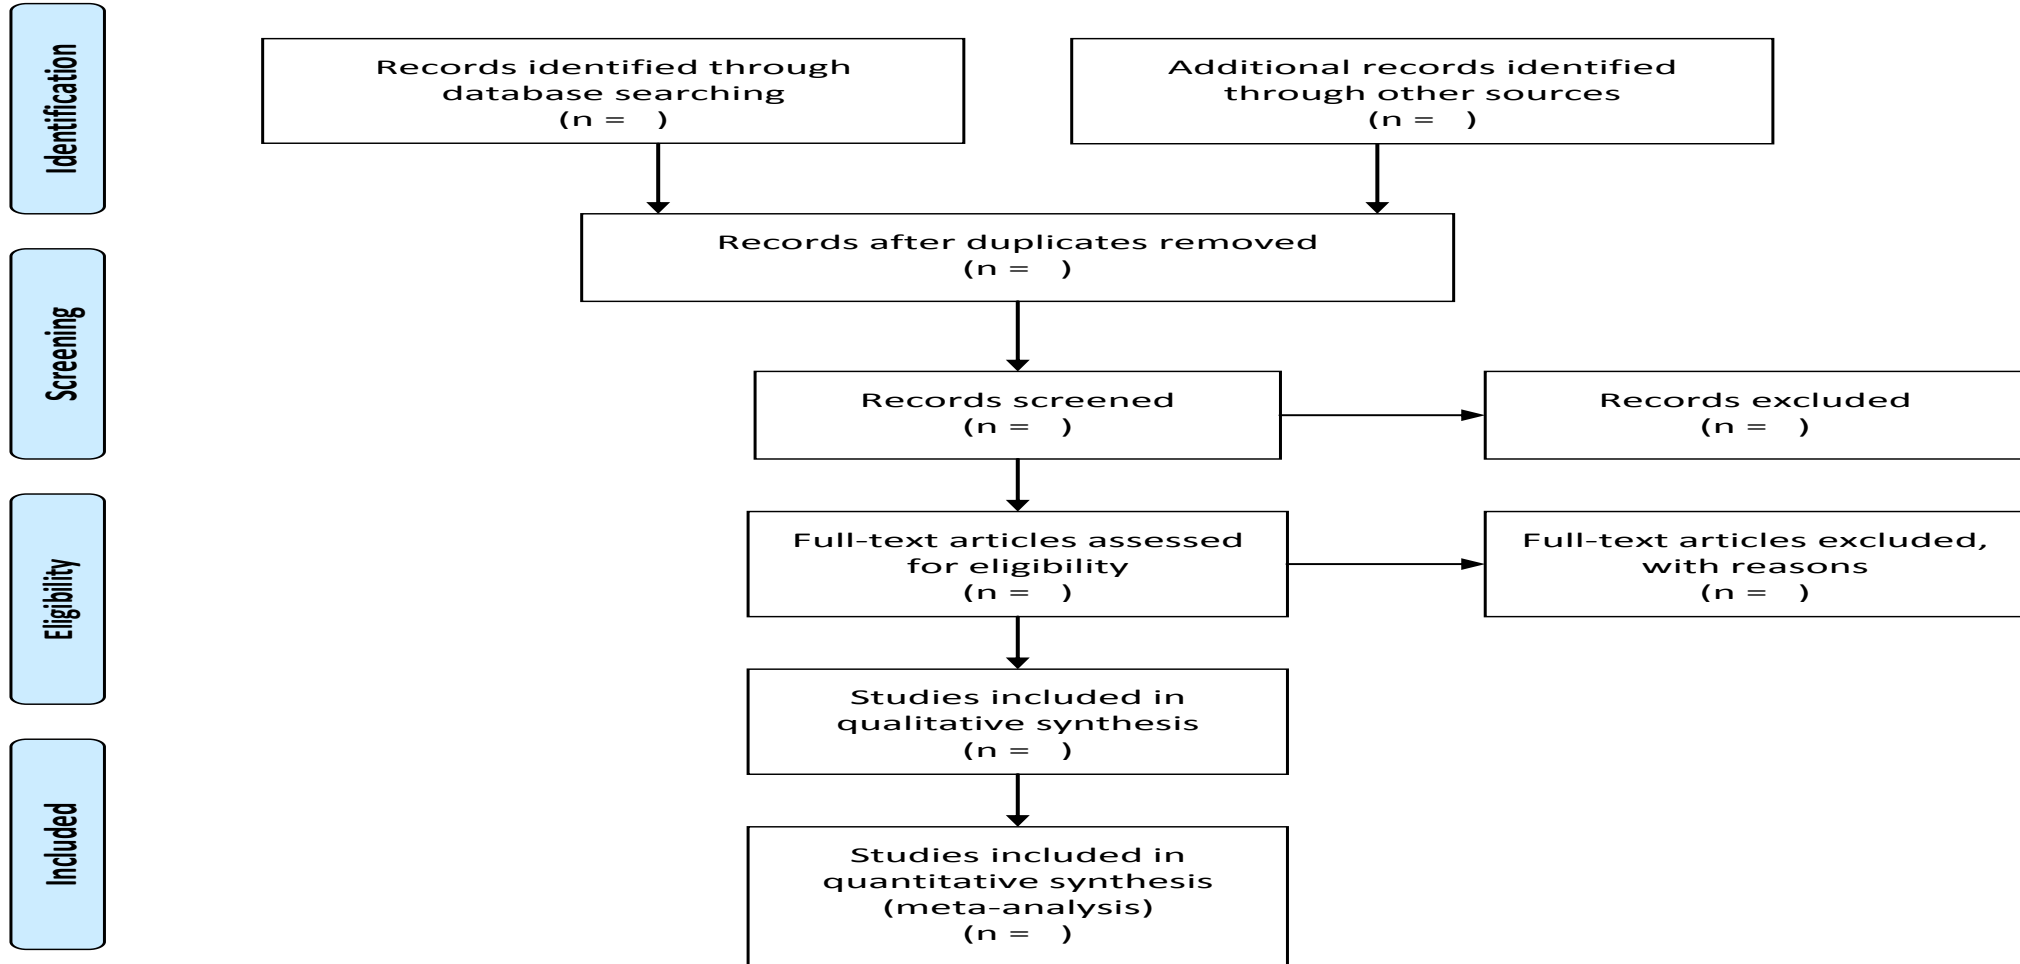 Identification
Records identified through
database searching
(n =   )
Additional records identified
through other sources
(n =   )
Records after duplicates removed
(n =   )
Screening
Records screened
(n =   )
Records excluded
(n =   )
Eligibility
Full-text articles assessed
for eligibility
(n =   )
Full-text articles excluded,
with reasons
(n =   )
Studies included in
qualitative synthesis
(n =   )
Included
Studies included in
quantitative synthesis
(meta-analysis)
(n =   )